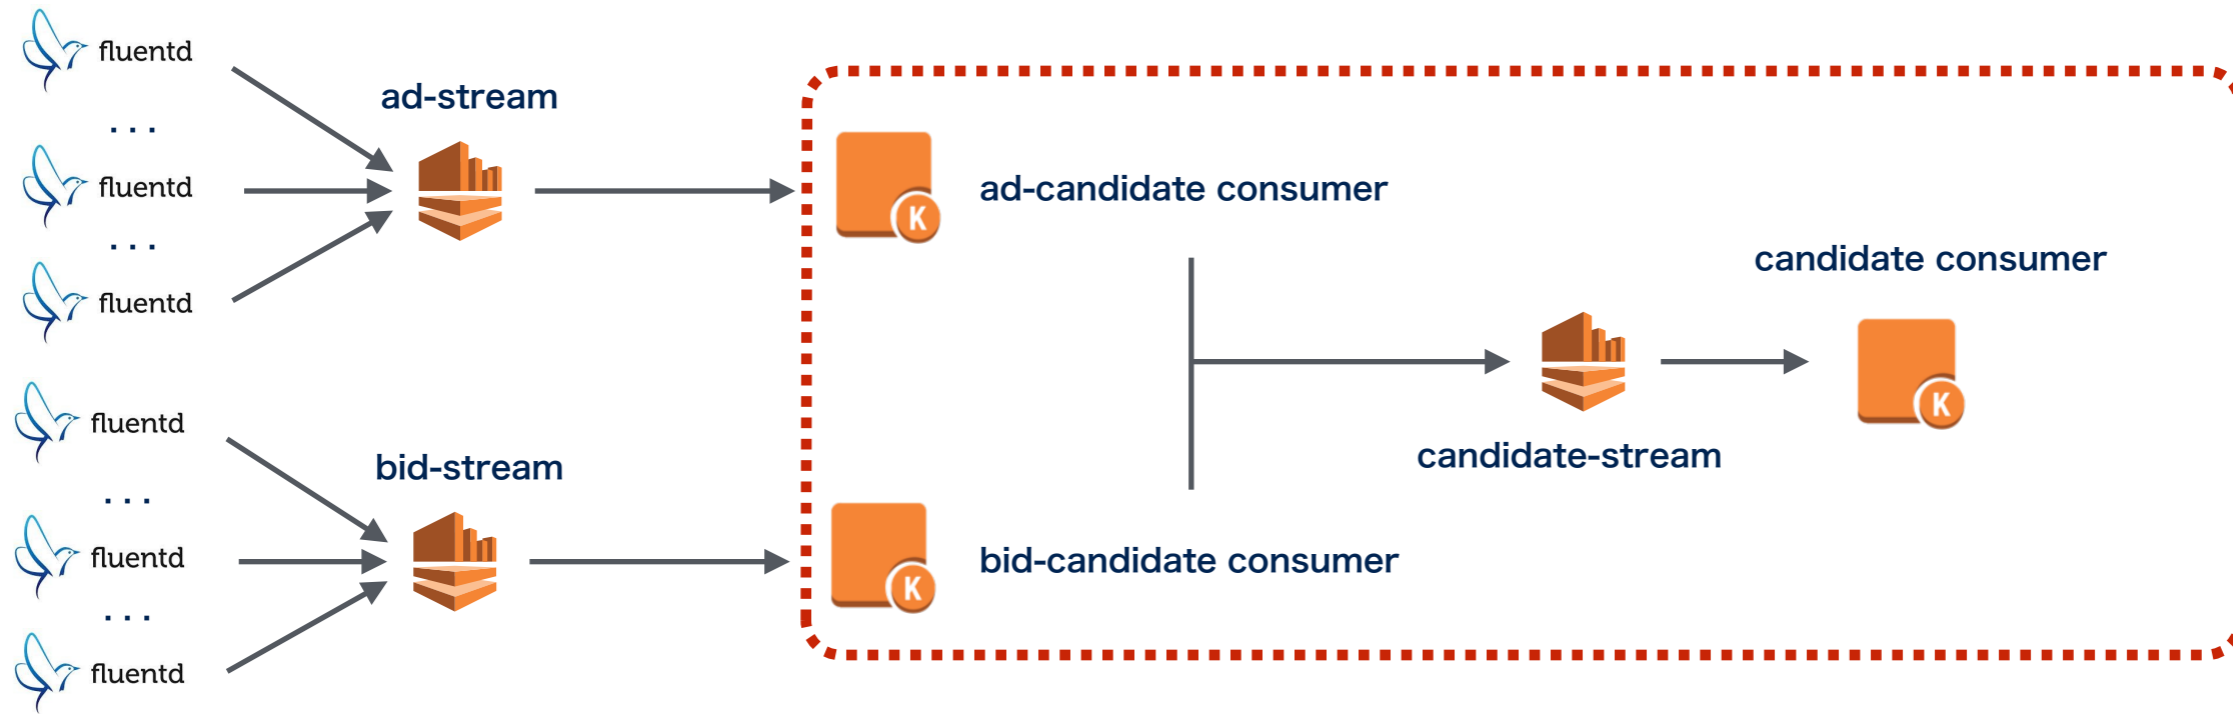 fluentd
. . .
fluentd
. . .
fluentd
ad-stream
K
ad-candidate consumer
candidate consumer
K
candidate-stream
fluentd
. . .
fluentd
. . .
fluentd
bid-stream
K
bid-candidate consumer